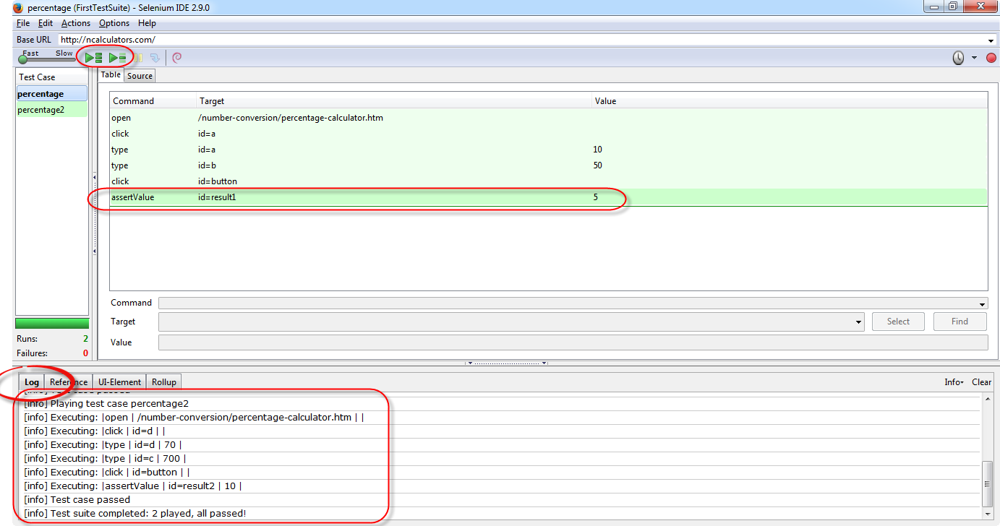 percentage (FirstTestSuite) - Selenium IDE 2.9.0
File Edit Actions Options Help
Base URL http://ncalculators.com/
Fast Slow
Test Case
percentage
percentage2
Table Source
Command Target Value
open /number-conversion/percentage-calculator.htm
click id=a
type id=a 10
type id=b 50
click id=button
assertValue id=result1 5
Command
Target Select Find
Value
Runs: 2
Failures: 0
Log Reference UI-Element Rollup Info Clear
[info] Test case passed
[info] Playing test case percentage2
[info] Executing: |open | /number-conversion/percentage-calculator.htm | |
[info] Executing: |click | id=d | |
[info] Executing: |type | id=d | 70 |
[info] Executing: |type | id=c | 700 |
[info] Executing: |click | id=button | |
[info] Executing: |assertValue | id=result2 | 10 |
[info] Test case passed
[info] Test suite completed: 2 played, all passed!